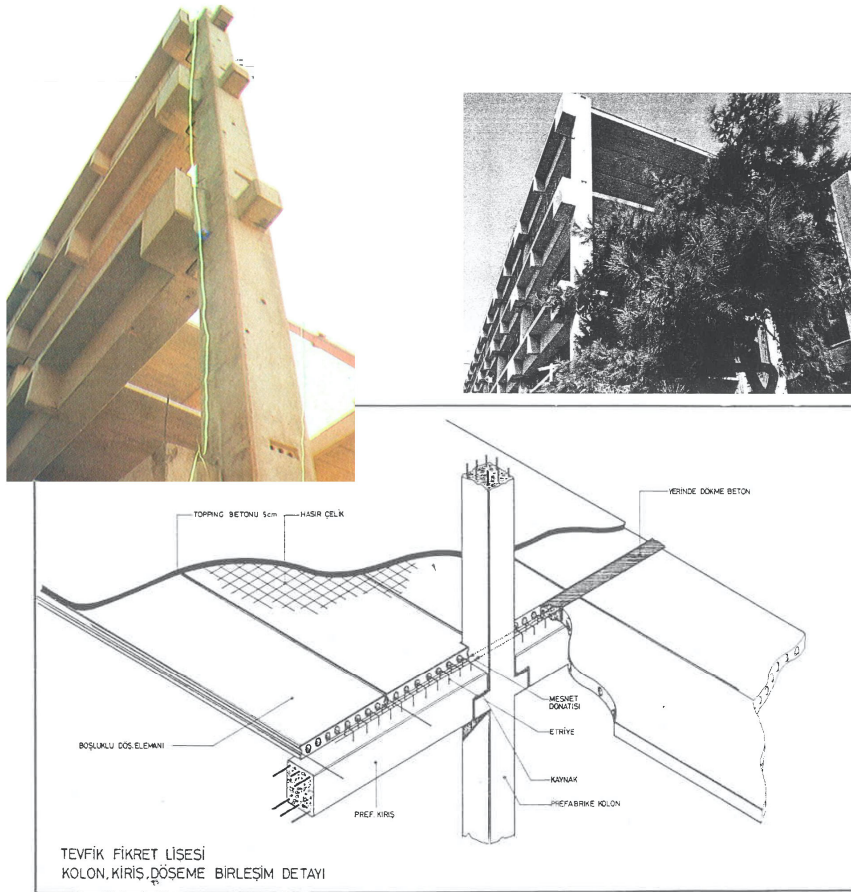 TOPPING BETONU 5cm
HASIR ÇELİK
YERİNDE DÖKME BETON
MESNET
DONATISI
ETRİYE
BOŞLUKLU DÖŞ.ELEMANI
KAYNAK
PREFABRİKE KOLON
PREF. KİRİŞ
TEVFİK FİKRET LİSESİ
KOLON,KİRİŞ,DÖŞEME BİRLEŞİM DETAYI